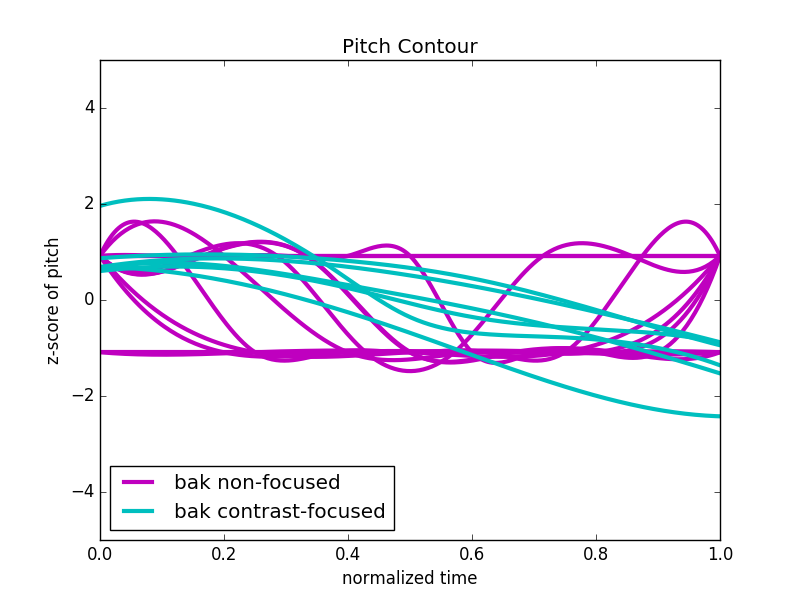 Pitch Contour
z-score of pitch
4
2
0
−2
−4
bak non-focused
bak contrast-focused
0.0 0.2 0.4 0.6 0.8 1.0
normalized time